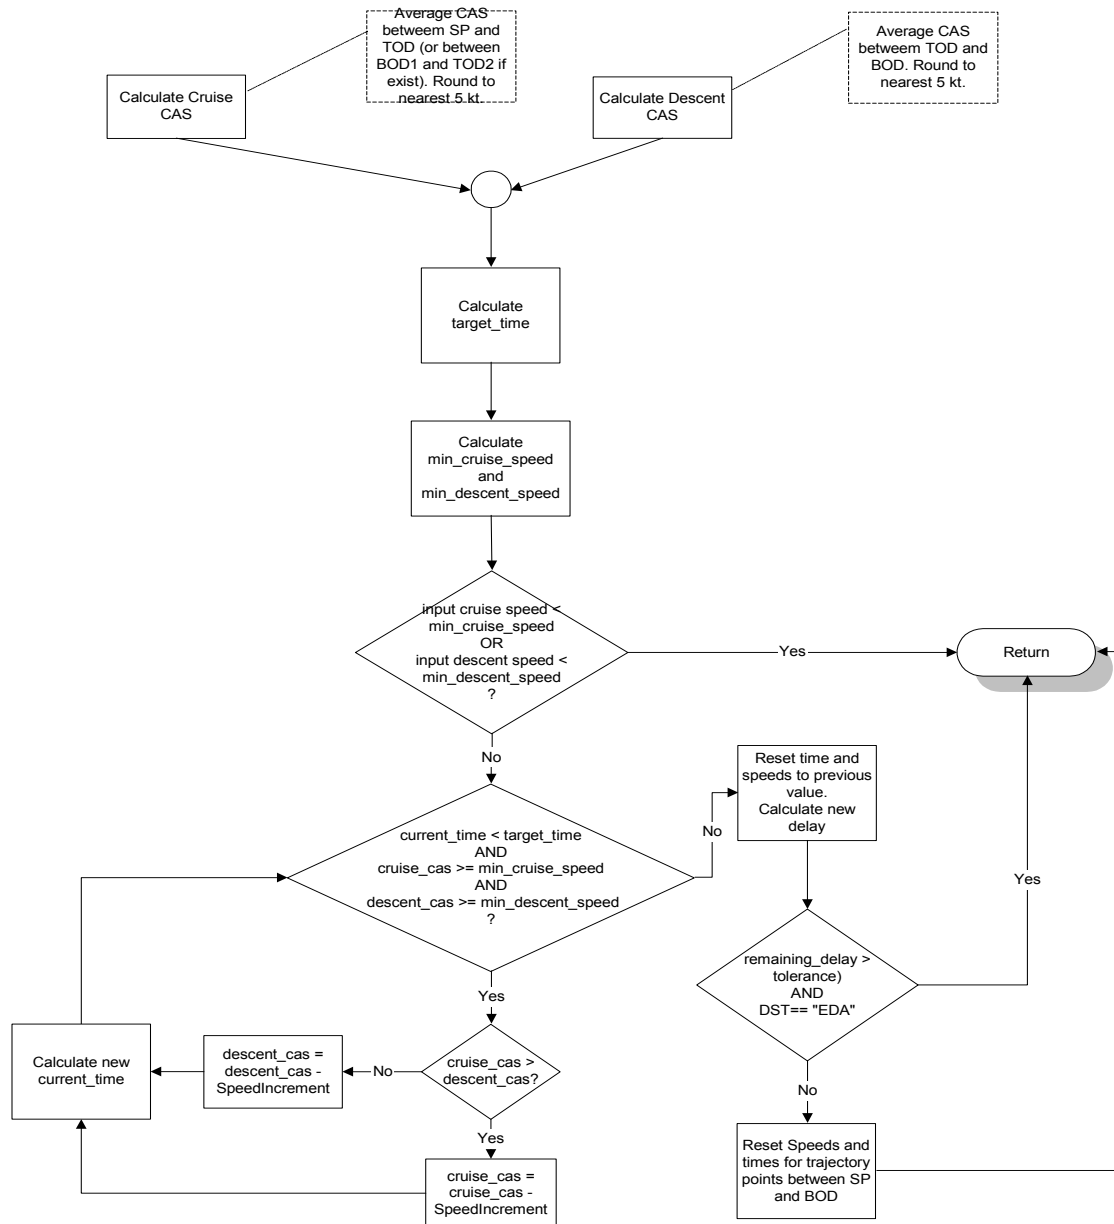 Average CAS
betweem SP and
TOD (or between
BOD1 and TOD2 if
exist). Round to
nearest 5 kt.
Average CAS
betweem TOD and
BOD. Round to
nearest 5 kt.
Calculate Cruise
CAS
Calculate Descent
CAS
Calculate
target_time
Calculate
min_cruise_speed
and
min_descent_speed
input cruise speed <
min_cruise_speed
OR
input descent speed <
min_descent_speed
?
Yes
Return
No
Reset time and
speeds to previous
value.
Calculate new
delay
current_time < target_time
AND
cruise_cas >= min_cruise_speed
AND
descent_cas >= min_descent_speed
?
No
Yes
remaining_delay >
tolerance)
AND
DST== "EDA"
Yes
Calculate new
current_time
descent_cas =
descent_cas -
SpeedIncrement
No
cruise_cas >
descent_cas?
No
Yes
cruise_cas =
cruise_cas -
SpeedIncrement
Reset Speeds and
times for trajectory
points between SP
and BOD